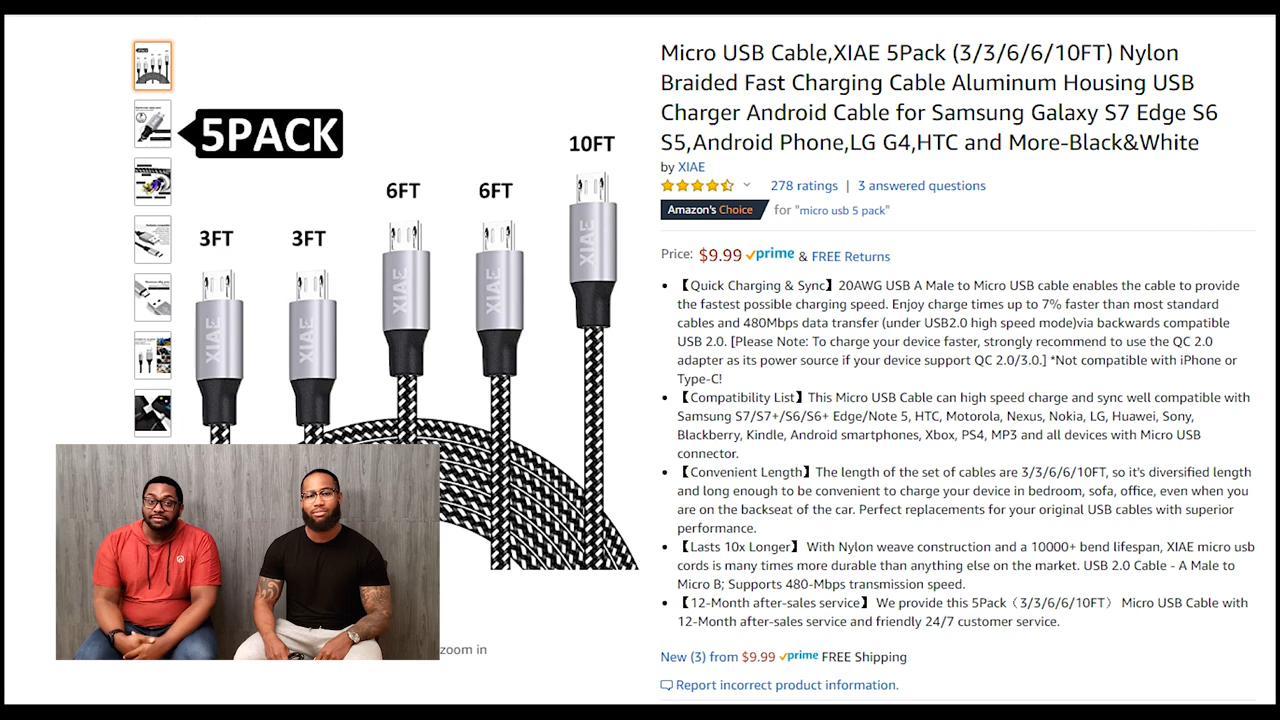 Micro USB Cable,XIAE 5Pack (3/3/6/6/10FT) Nylon
Braided Fast Charging Cable Aluminum Housing USB
Charger Android Cable for Samsung Galaxy S7 Edge S6
S5,Android Phone,LG G4,HTC and More-Black&White
by XIAE
278 ratings | 3 answered questions
Amazon's Choice for "micro usb 5 pack"
Price: $9.99 prime & FREE Returns
【Quick Charging & Sync】20AWG USB A Male to Micro USB cable enables the cable to provide
the fastest possible charging speed. Enjoy charge times up to 7% faster than most standard
cables and 480Mbps data transfer (under USB2.0 high speed mode)via backwards compatible
USB 2.0. [Please Note: To charge your device faster, strongly recommend to use the QC 2.0
adapter as its power source if your device support QC 2.0/3.0.] *Not compatible with iPhone or
Type-C!
【Compatibility List】This Micro USB Cable can high speed charge and sync well compatible with
Samsung S7/S7+/S6/S6+ Edge/Note 5, HTC, Motorola, Nexus, Nokia, LG, Huawei, Sony,
Blackberry, Kindle, Android smartphones, Xbox, PS4, MP3 and all devices with Micro USB
connector.
【Convenient Length】The length of the set of cables are 3/3/6/6/10FT, so it's diversified length
and long enough to be convenient to charge your device in bedroom, sofa, office, even when you
are on the backseat of the car. Perfect replacements for your original USB cables with superior
performance.
【Lasts 10x Longer】 With Nylon weave construction and a 10000+ bend lifespan, XIAE micro usb
cords is many times more durable than anything else on the market. USB 2.0 Cable - A Male to
Micro B; Supports 480-Mbps transmission speed.
【12-Month after-sales service】 We provide this 5Pack（3/3/6/6/10FT） Micro USB Cable with
12-Month after-sales service and friendly 24/7 customer service.
New (3) from $9.99 prime FREE Shipping
Report incorrect product information.
5PACK
3FT
3FT
6FT
6FT
10FT
XIAE
XIAE
XIAE
XIAE
XIAE
zoom in